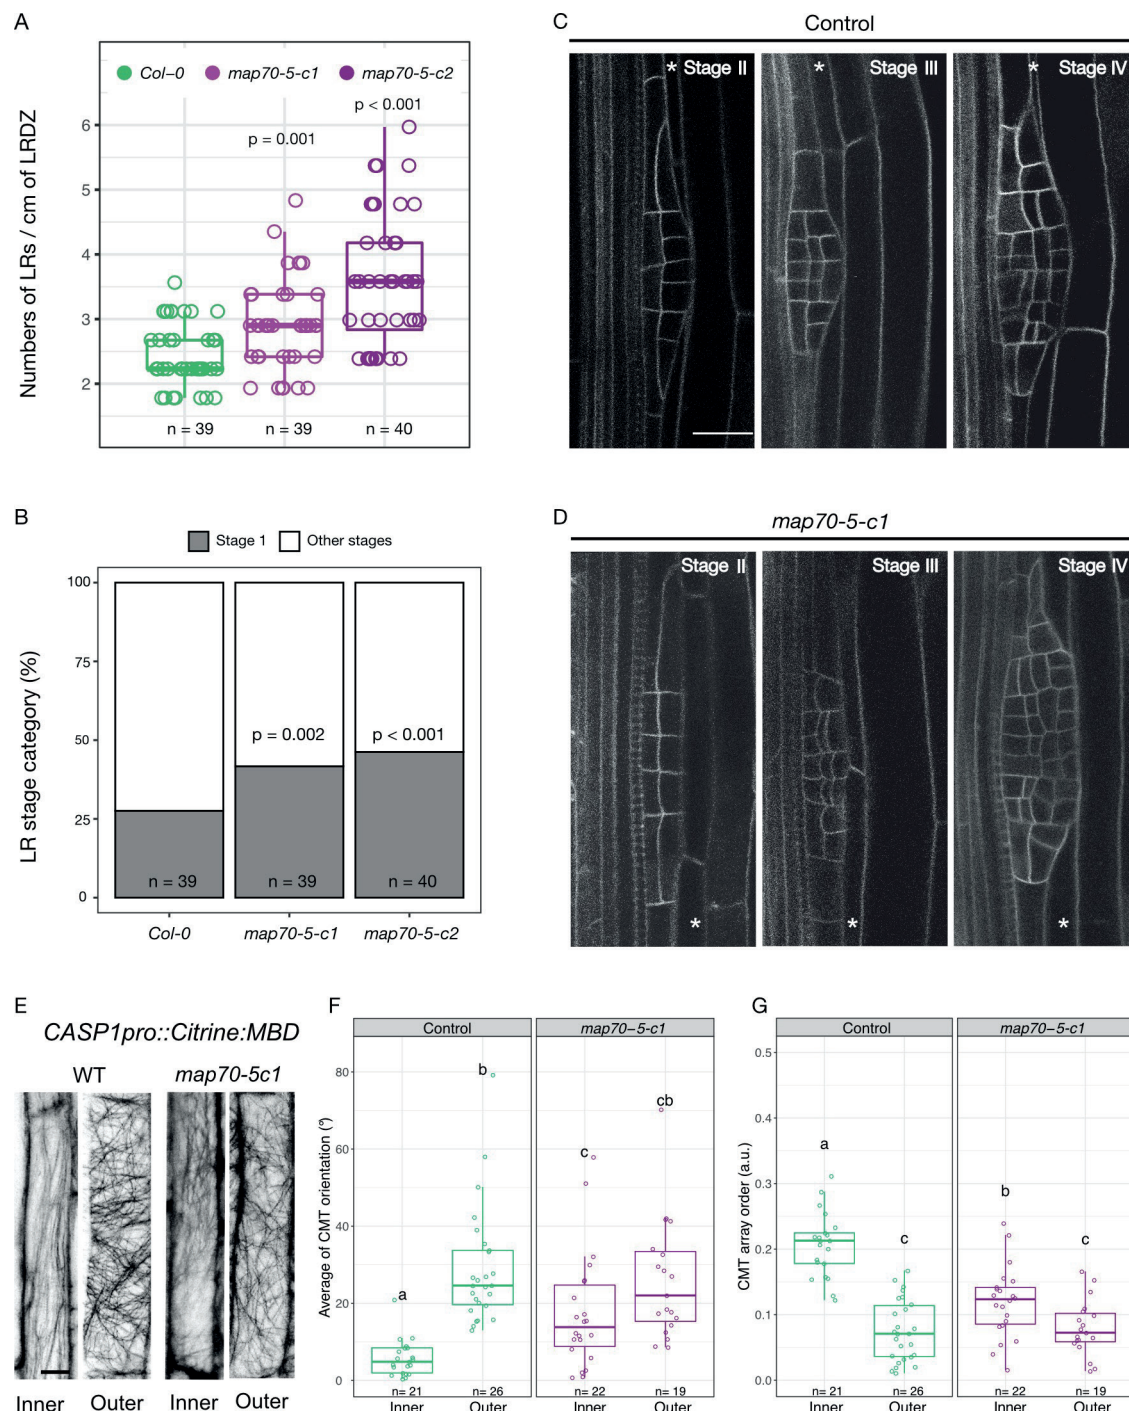 A
Numbers of LRs / cm of LRDZ
Col-0 map70-5-c1 map70-5-c2
p < 0.001
p = 0.001
6
5
4
3
2
n = 39 n = 39 n = 40
B
Stage 1 Other stages
LR stage category (%)
100
75
50
25
0
p = 0.002 p < 0.001
n = 39 n = 39 n = 40
Col-0 map70-5-c1 map70-5-c2
C
Control
* Stage II
* Stage III
* Stage IV
D
map70-5-c1
Stage II
Stage III
Stage IV
* * *
E
CASP1pro::Citrine:MBD
WT map70-5c1
Inner Outer Inner Outer
F
Control map70-5-c1
Average of CMT orientation (°)
80
60
40
20
0
a
b
c
cb
n= 21 n= 26 n= 22 n= 19
Inner Outer Inner Outer
G
Control map70-5-c1
CMT array order (a.u.)
0.5
0.4
0.3
0.2
0.1
0.0
a
c
b
c
n= 21 n= 26 n= 22 n= 19
Inner Outer Inner Outer